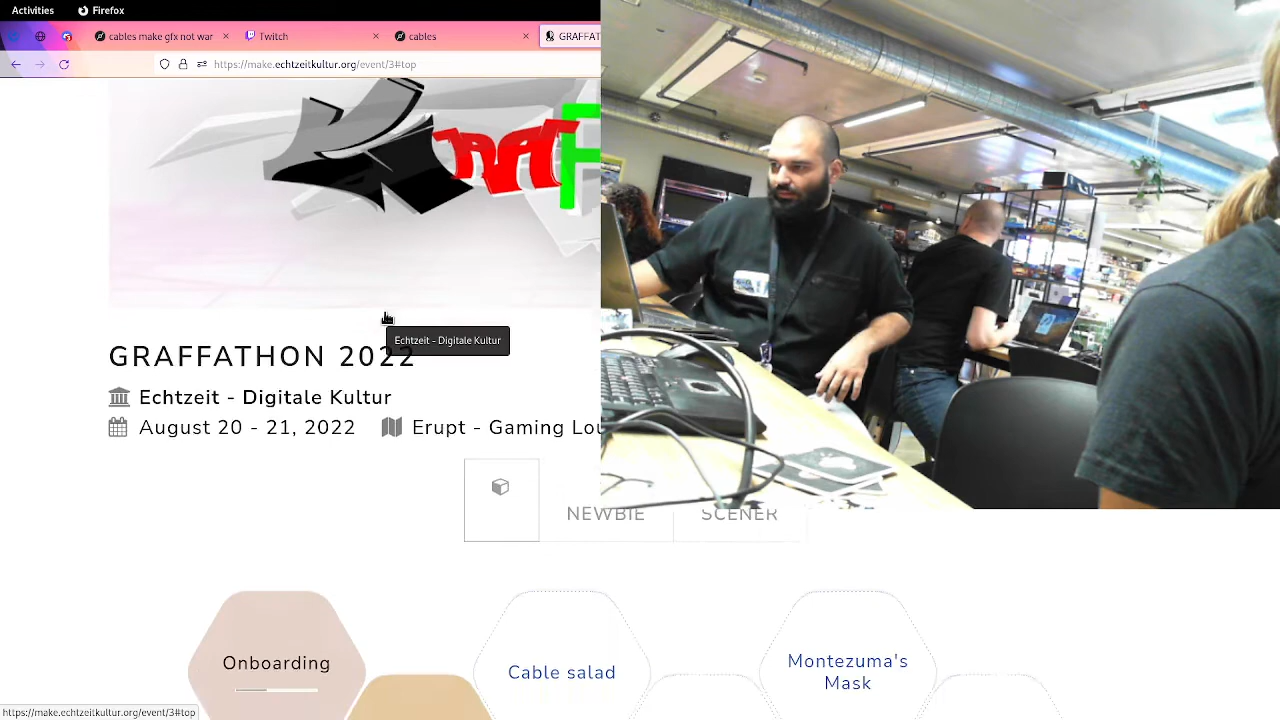 Activities Firefox
cables make gfx not war Twitch cables GRAFFAT
https://make.echtzeitkultur.org/event/3#top
Echtzeit - Digitale Kultur
GRAFFATHON 2022
Echtzeit - Digitale Kultur
August 20 - 21, 2022 Erupt - Gaming Lou
NEWBIE SCENER
Onboarding
Cable salad
Montezuma's
Mask
https://make.echtzeitkultur.org/event/3#top